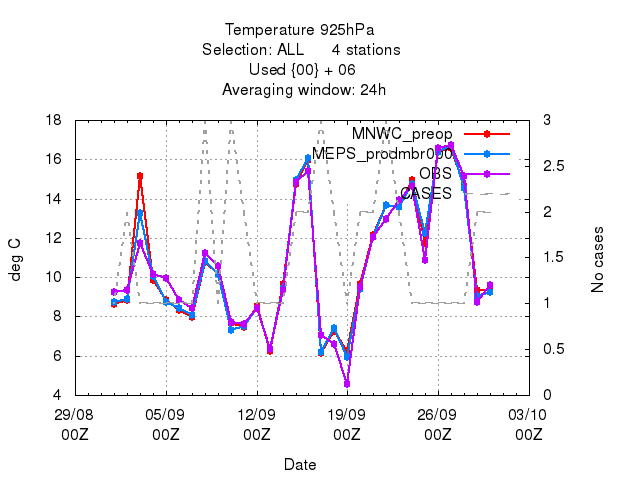 Temperature 925hPa
Selection: ALL 4 stations
Used {00} + 06
Averaging window: 24h
18 3
MNWC_preop
16 2.5
MEPS_prodmbr000
OBS
14 2
CASES
12 1.5
10 1
8
6 0.5
4 0
deg C
No cases
29/08 05/09 12/09 19/09 26/09 03/10
00Z 00Z 00Z 00Z 00Z 00Z
Date